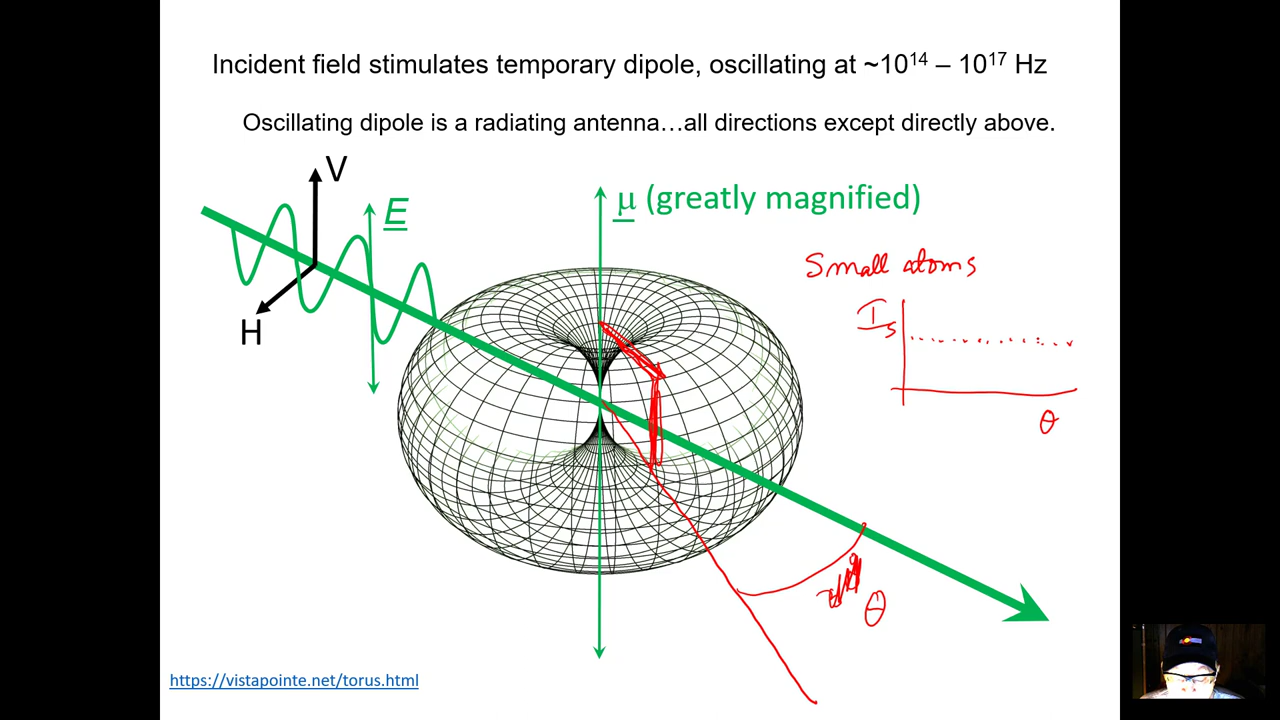 Incident field stimulates temporary dipole, oscillating at ~10¹⁴ – 10¹⁷ Hz
Oscillating dipole is a radiating antenna…all directions except directly above.
V
E
μ (greatly magnified)
H
Small atoms
I_s
θ
θ
https://vistapointe.net/torus.html